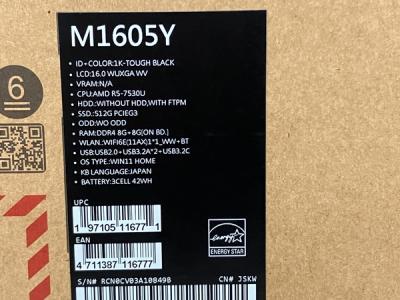 M1605Y
• ID+COLOR:1K-TOUGH BLACK
• LCD:16.0 WUXGA WV
• VRAM:N/A
• CPU:AMD R5-7530U
• HDD:WITHOUT HDD,WITH FTPM
• SSD.:512G PCIEG3
• ODD:WO ODD
• RAM:DDR4 8G+8G(ON BD.)
• WLAN.:WIFI6E(11AX)1*1_WW+BT
• USB:USB2.0+USB3.2A*2+USB3.2C
• OS TYPE:WIN11 HOME
• KB LANGUAGE:JAPAN
• BATTERY:3CELL 42WH
6
UPC
1 97105 11677 1
EAN
4 711387 116777
energy
ENERGY STAR
S/N# RCN0CV03A10849B
CN# J5KW